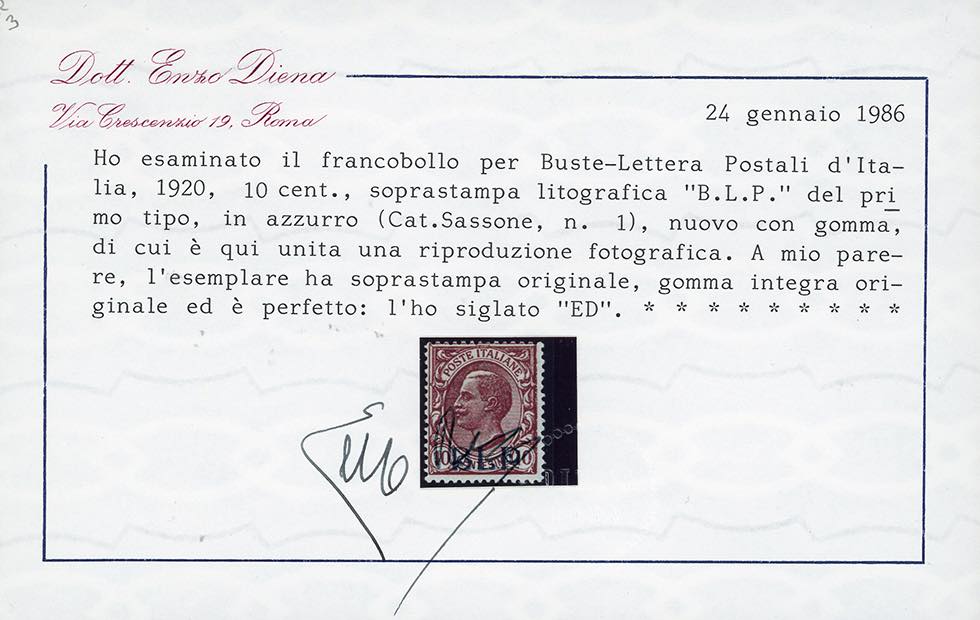 Dott. Enzo Diena
Via Crescenzio 19, Roma
24 gennaio 1986
Ho esaminato il francobollo per Buste-Lettera Postali d'Ita-
lia, 1920, 10 cent., soprastampa litografica "B.L.P." del pri
mo tipo, in azzurro (Cat.Sassone, n. 1), nuovo con gomma,
di cui è qui unita una riproduzione fotografica. A mio pare-
re, l'esemplare ha soprastampa originale, gomma integra ori-
ginale ed è perfetto: l'ho siglato "ED". * * * * * * * * *
POSTE ITALIANE